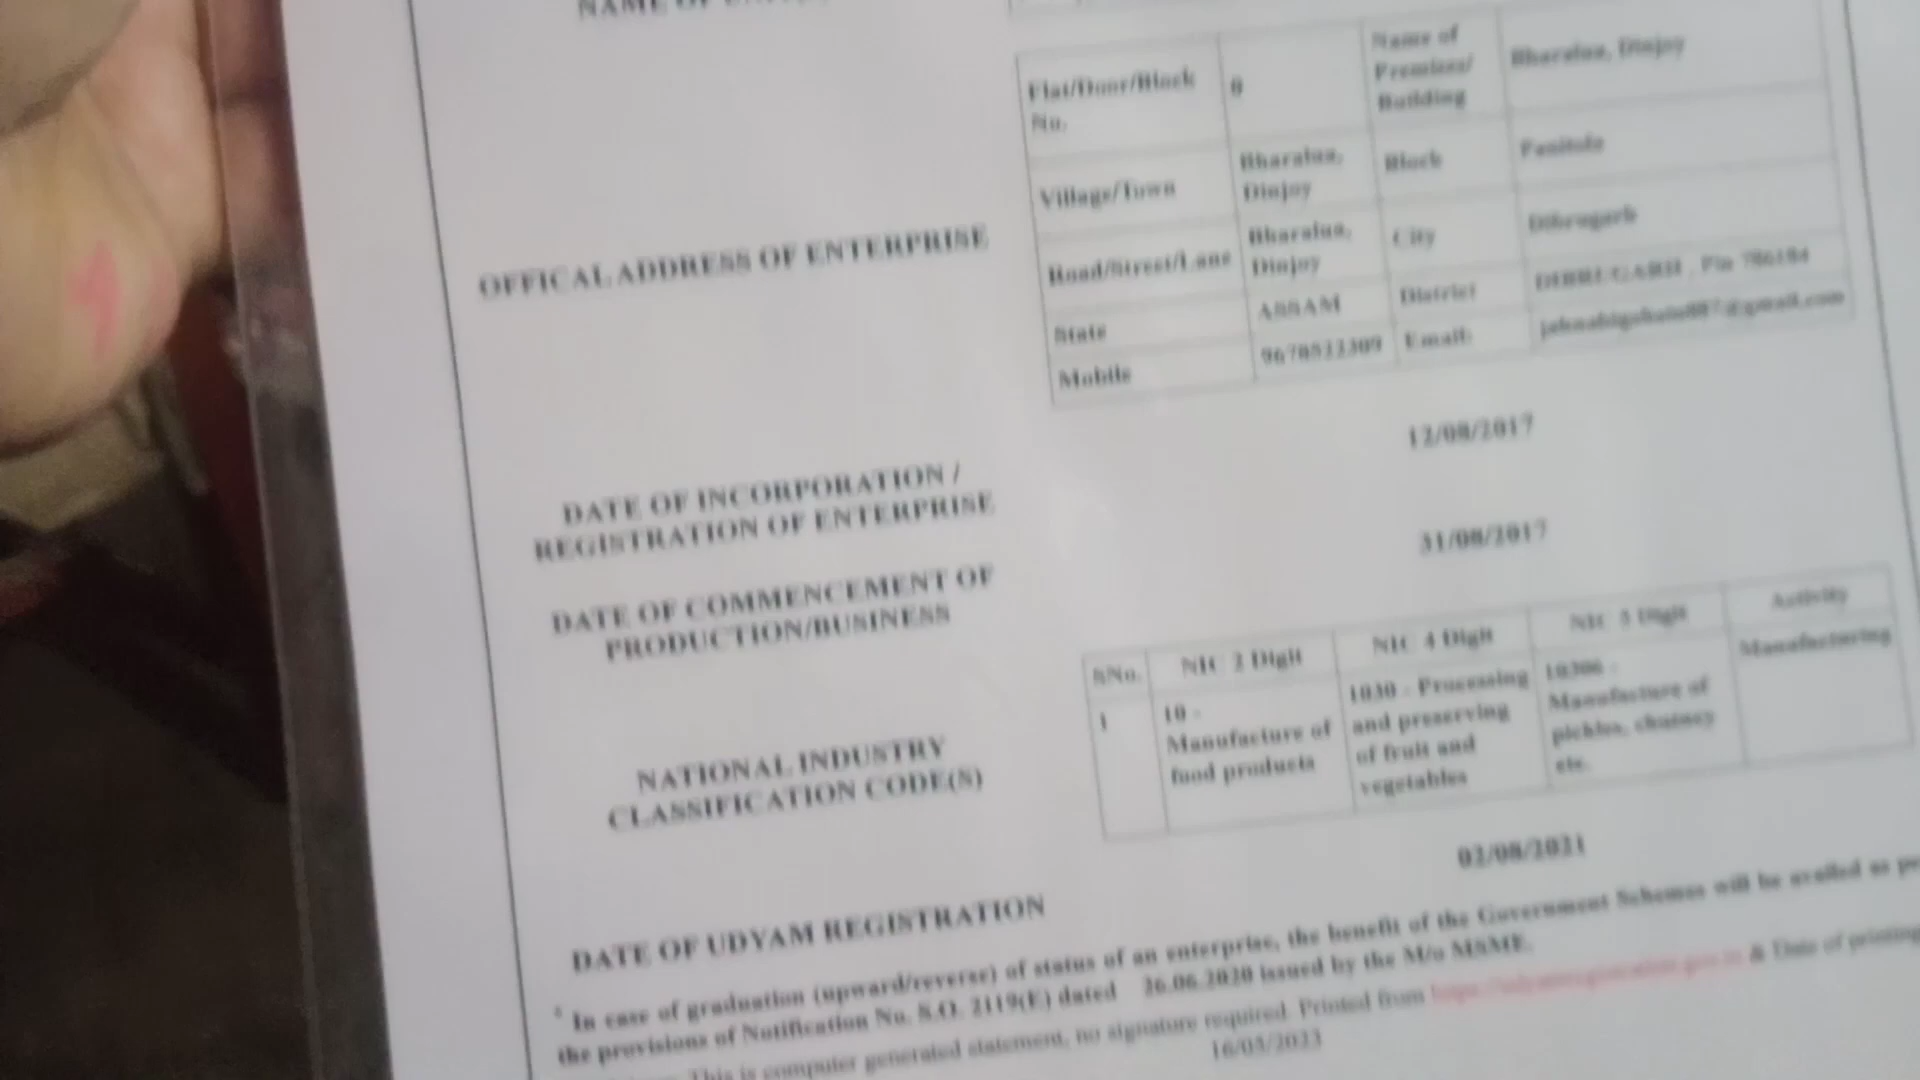 NAME OF
Flat/Door/Block No.
0
Name of Premises/ Building
Bharalua, Dinjoy
Village/Town
Bharalua, Dinjoy
Block
Panitola
OFFICAL ADDRESS OF ENTERPRISE
Road/Street/Lane
Bharalua, Dinjoy
City
Dibrugarh
State
ASSAM
District
DIBRUGARH , Pin 786184
Mobile
Email:
12/08/2017
DATE OF INCORPORATION /
REGISTRATION OF ENTERPRISE
31/08/2017
DATE OF COMMENCEMENT OF
PRODUCTION/BUSINESS
SNo.
NIC 2 Digit
NIC 4 Digit
NIC 5 Digit
Activity
1
10 -
Manufacture of
food products
1030 - Processing
and preserving
of fruit and
vegetables
10306 -
Manufacture of
pickles, chutney
etc.
Manufacturing
NATIONAL INDUSTRY
CLASSIFICATION CODE(S)
02/08/2021
DATE OF UDYAM REGISTRATION
* In case of graduation (upward/reverse) of status of an enterprise, the benefit of the Government Schemes will be availed as
the provisions of Notification No. S.O. 2119(E) dated 26.06.2020 issued by the M/o MSME.
This is computer generated statement, no signature required. Printed from & Date of printing
16/03/2023